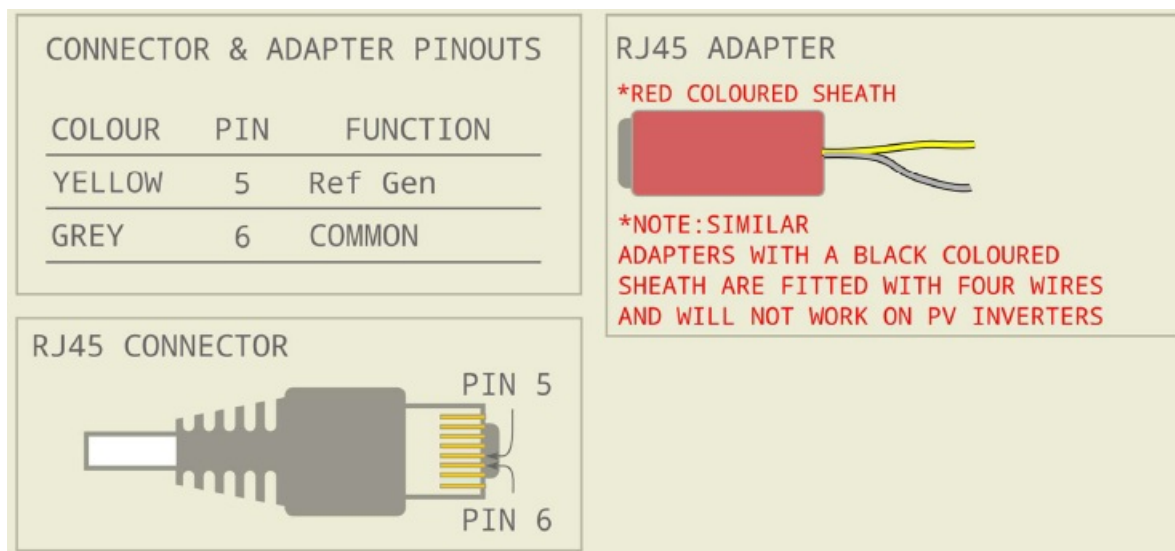 CONNECTOR & ADAPTER PINOUTS
COLOUR PIN FUNCTION
YELLOW 5 Ref Gen
GREY 6 COMMON
RJ45 CONNECTOR
PIN 5
PIN 6
RJ45 ADAPTER
*RED COLOURED SHEATH
*NOTE:SIMILAR
ADAPTERS WITH A BLACK COLOURED
SHEATH ARE FITTED WITH FOUR WIRES
AND WILL NOT WORK ON PV INVERTERS